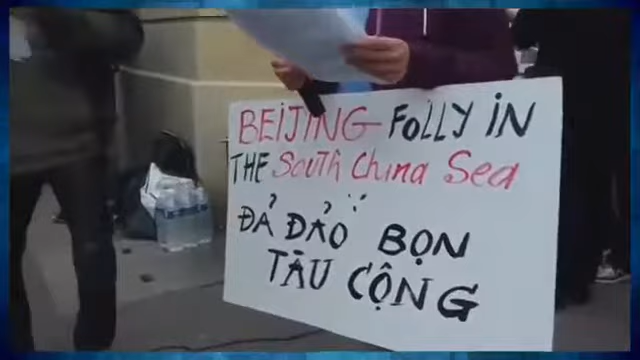 BEiJiNG FOLLY iN
THE SOUTH CHiNA SEa
ĐẢ ĐẢO BỌN
TÀU CỘNG